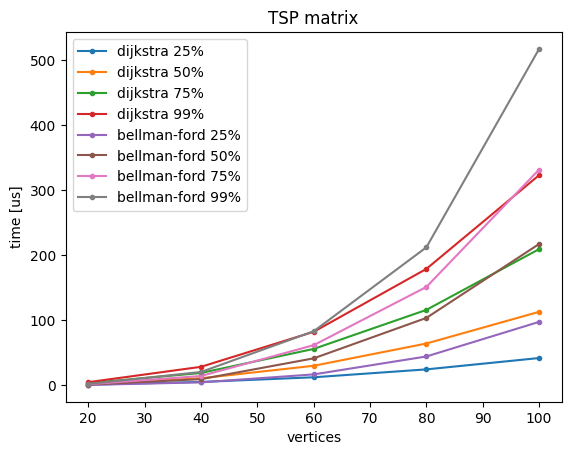 TSP matrix
dijkstra 25%
dijkstra 50%
dijkstra 75%
dijkstra 99%
bellman-ford 25%
bellman-ford 50%
bellman-ford 75%
bellman-ford 99%
time [us]
500
400
300
200
100
0
20 30 40 50 60 70 80 90 100
vertices